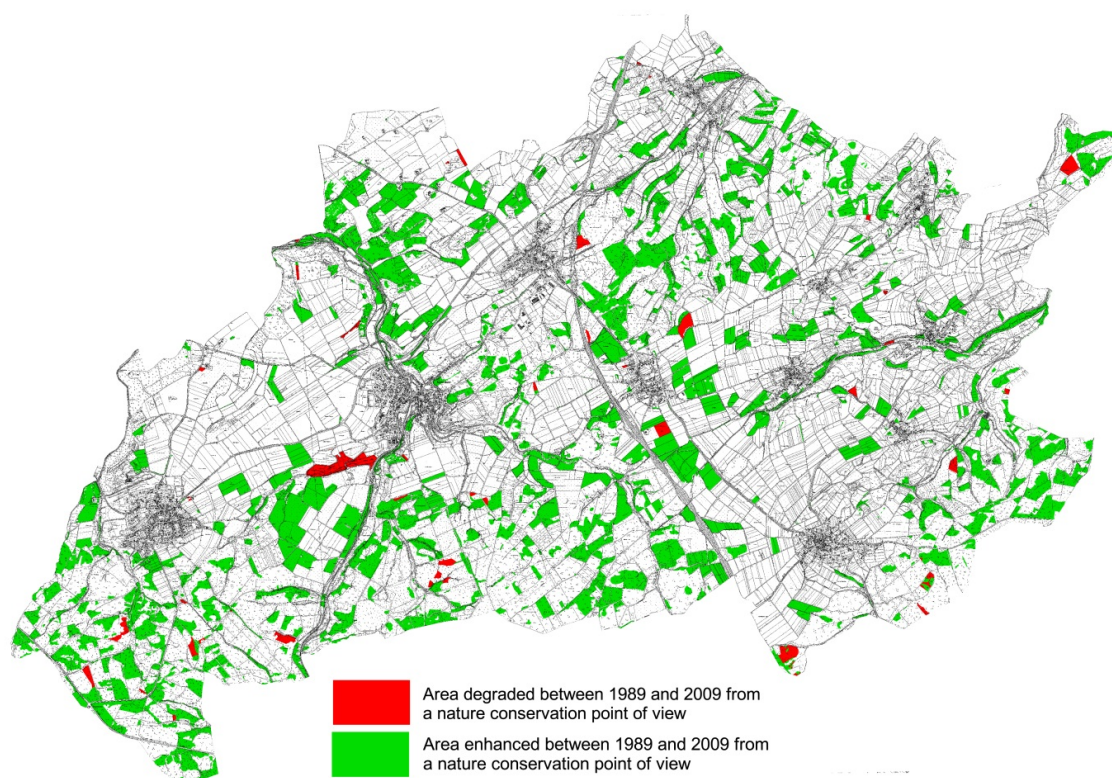 Area degraded between 1989 and 2009 from
a nature conservation point of view
Area enhanced between 1989 and 2009 from
a nature conservation point of view